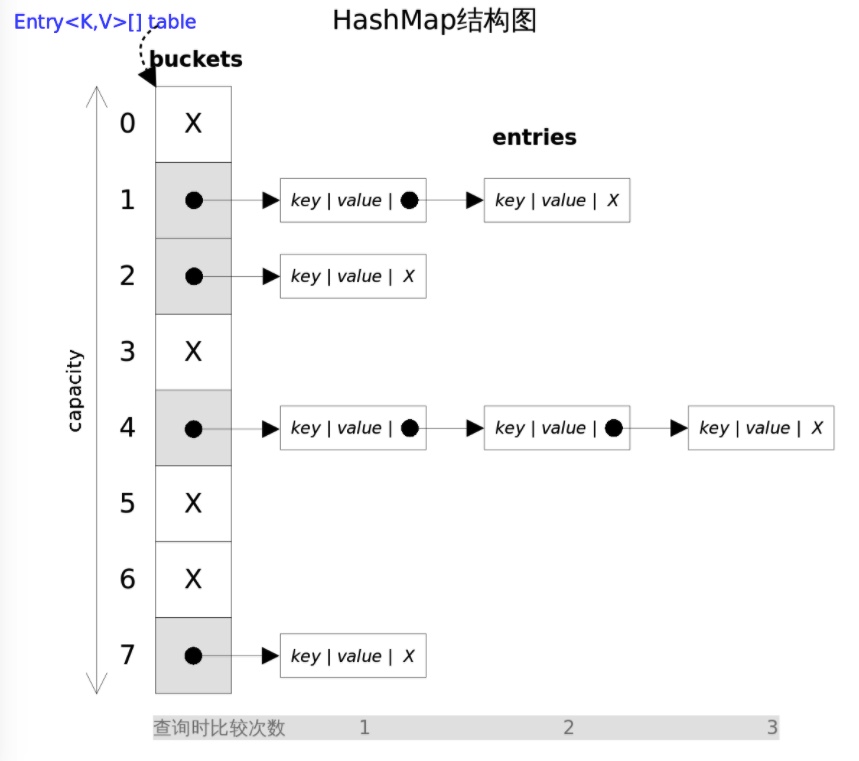 HashMap结构图
Entry<K,V>[] table
buckets
entries
capacity
0 X
1 key | value | key | value | X
2 key | value | X
3 X
4 key | value | key | value | key | value | X
5 X
6 X
7 key | value | X
查询时比较次数 1 2 3